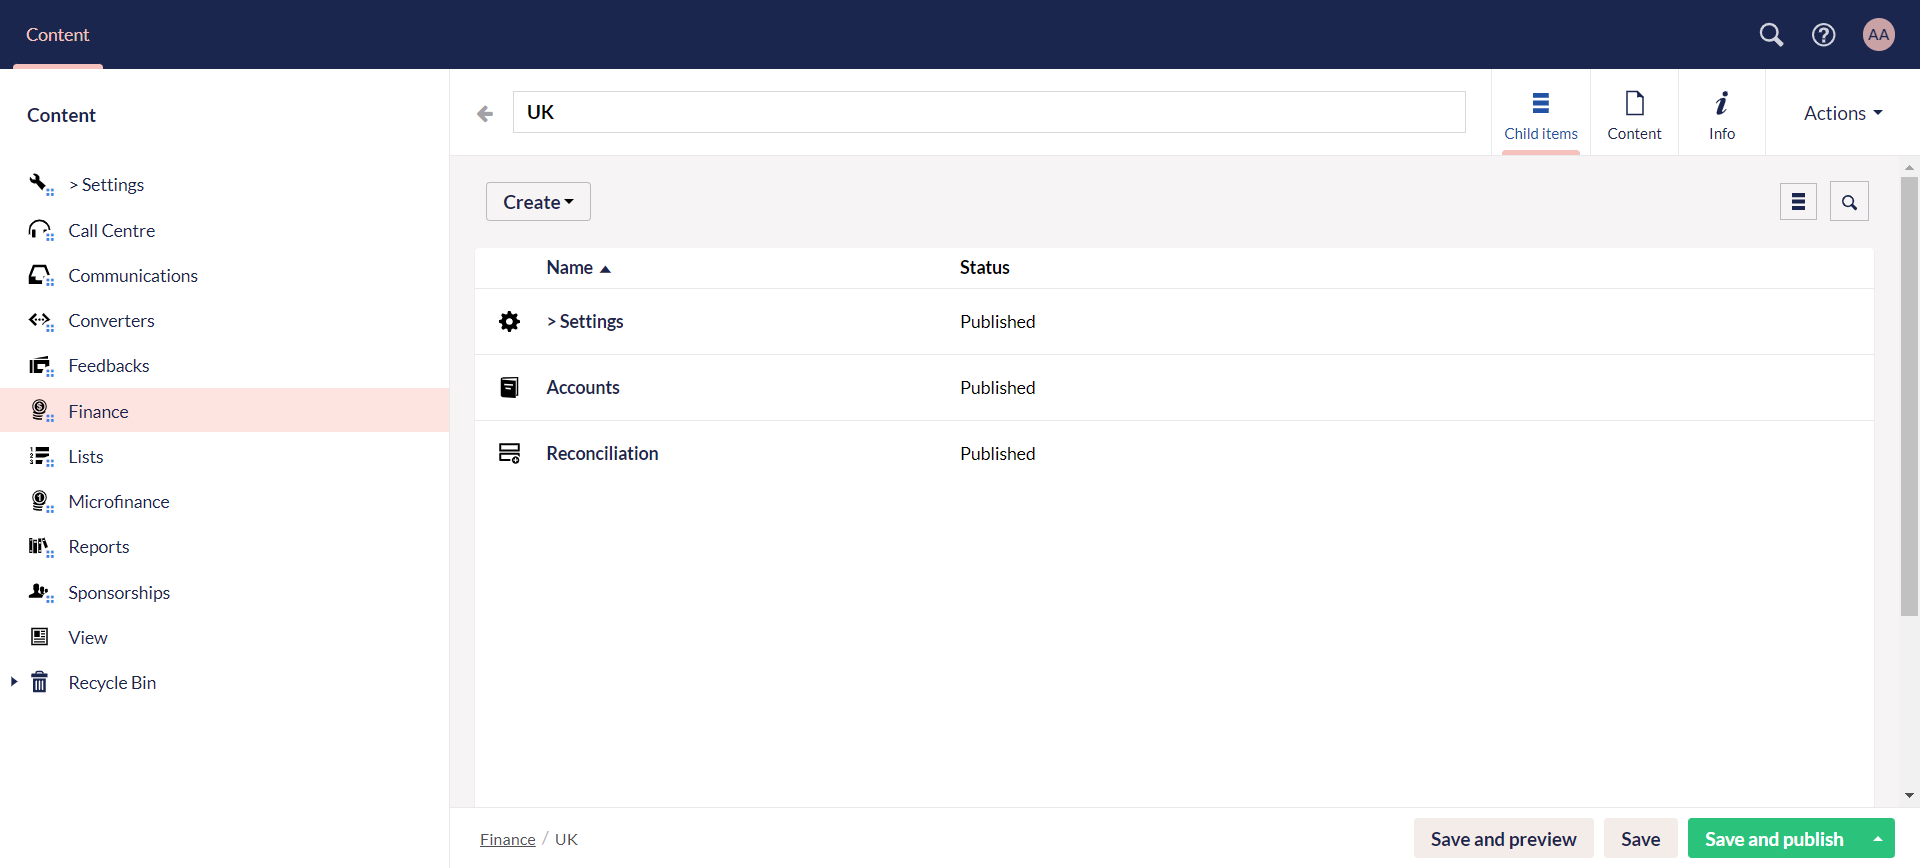 Content
AA
Content
> Settings
Call Centre
Communications
Converters
Feedbacks
Finance
Lists
Microfinance
Reports
Sponsorships
View
Recycle Bin
UK
Child items
Content
Info
Actions
Create
Name Status
> Settings Published
Accounts Published
Reconciliation Published
Finance / UK
Save and preview
Save
Save and publish